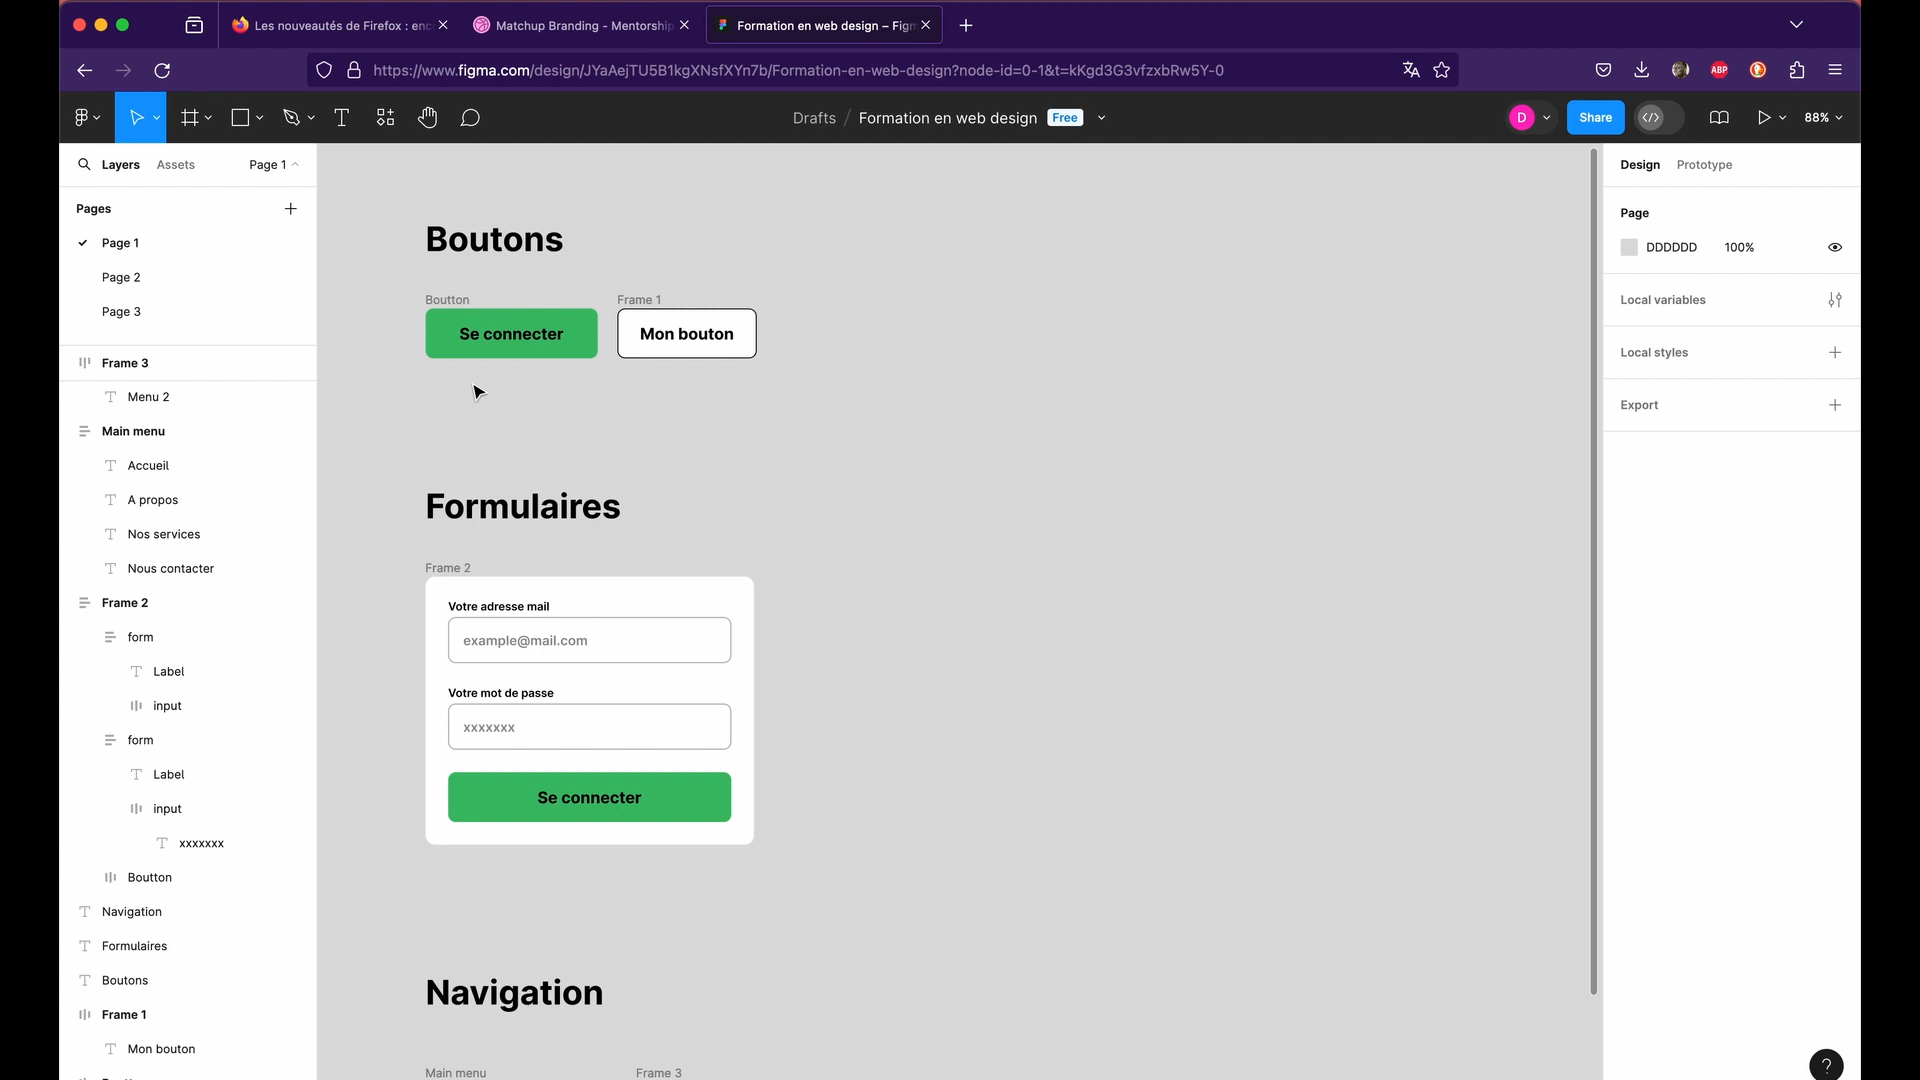 Les nouveautés de Firefox : enc
Matchup Branding - Mentorship
Formation en web design – Figm
https://www.figma.com/design/JYaAejTU5B1kgXNsfXYn7b/Formation-en-web-design?node-id=0-1&t=kKgd3G3vfzxbRw5Y-0
ABP
Drafts / Formation en web design Free
D
Share
88%
Layers Assets Page 1
Pages
Page 1
Page 2
Page 3
Frame 3
Menu 2
Main menu
Accueil
A propos
Nos services
Nous contacter
Frame 2
form
Label
input
form
Label
input
xxxxxxx
Boutton
Navigation
Formulaires
Boutons
Frame 1
Mon bouton
Boutons
Boutton Frame 1
Se connecter Mon bouton
Formulaires
Frame 2
Votre adresse mail
example@mail.com
Votre mot de passe
xxxxxxx
Se connecter
Navigation
Main menu Frame 3
Design Prototype
Page
DDDDDD 100%
Local variables
Local styles
Export
?